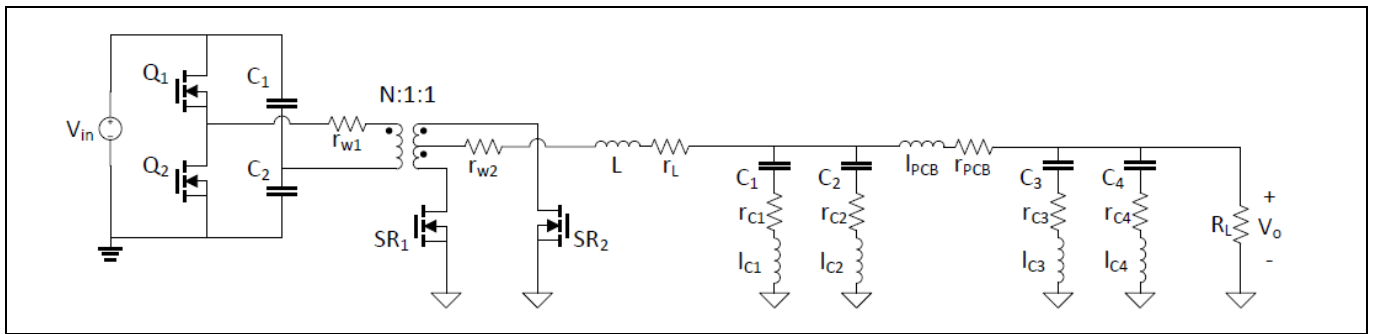 Vin
+
-
Q1
Q2
C1
C2
rw1
N:1:1
rw2
SR1
SR2
L
rL
C1
rC1
lC1
C2
rC2
lC2
lPCB
rPCB
C3
rC3
lC3
C4
rC4
lC4
RL
+
Vo
-